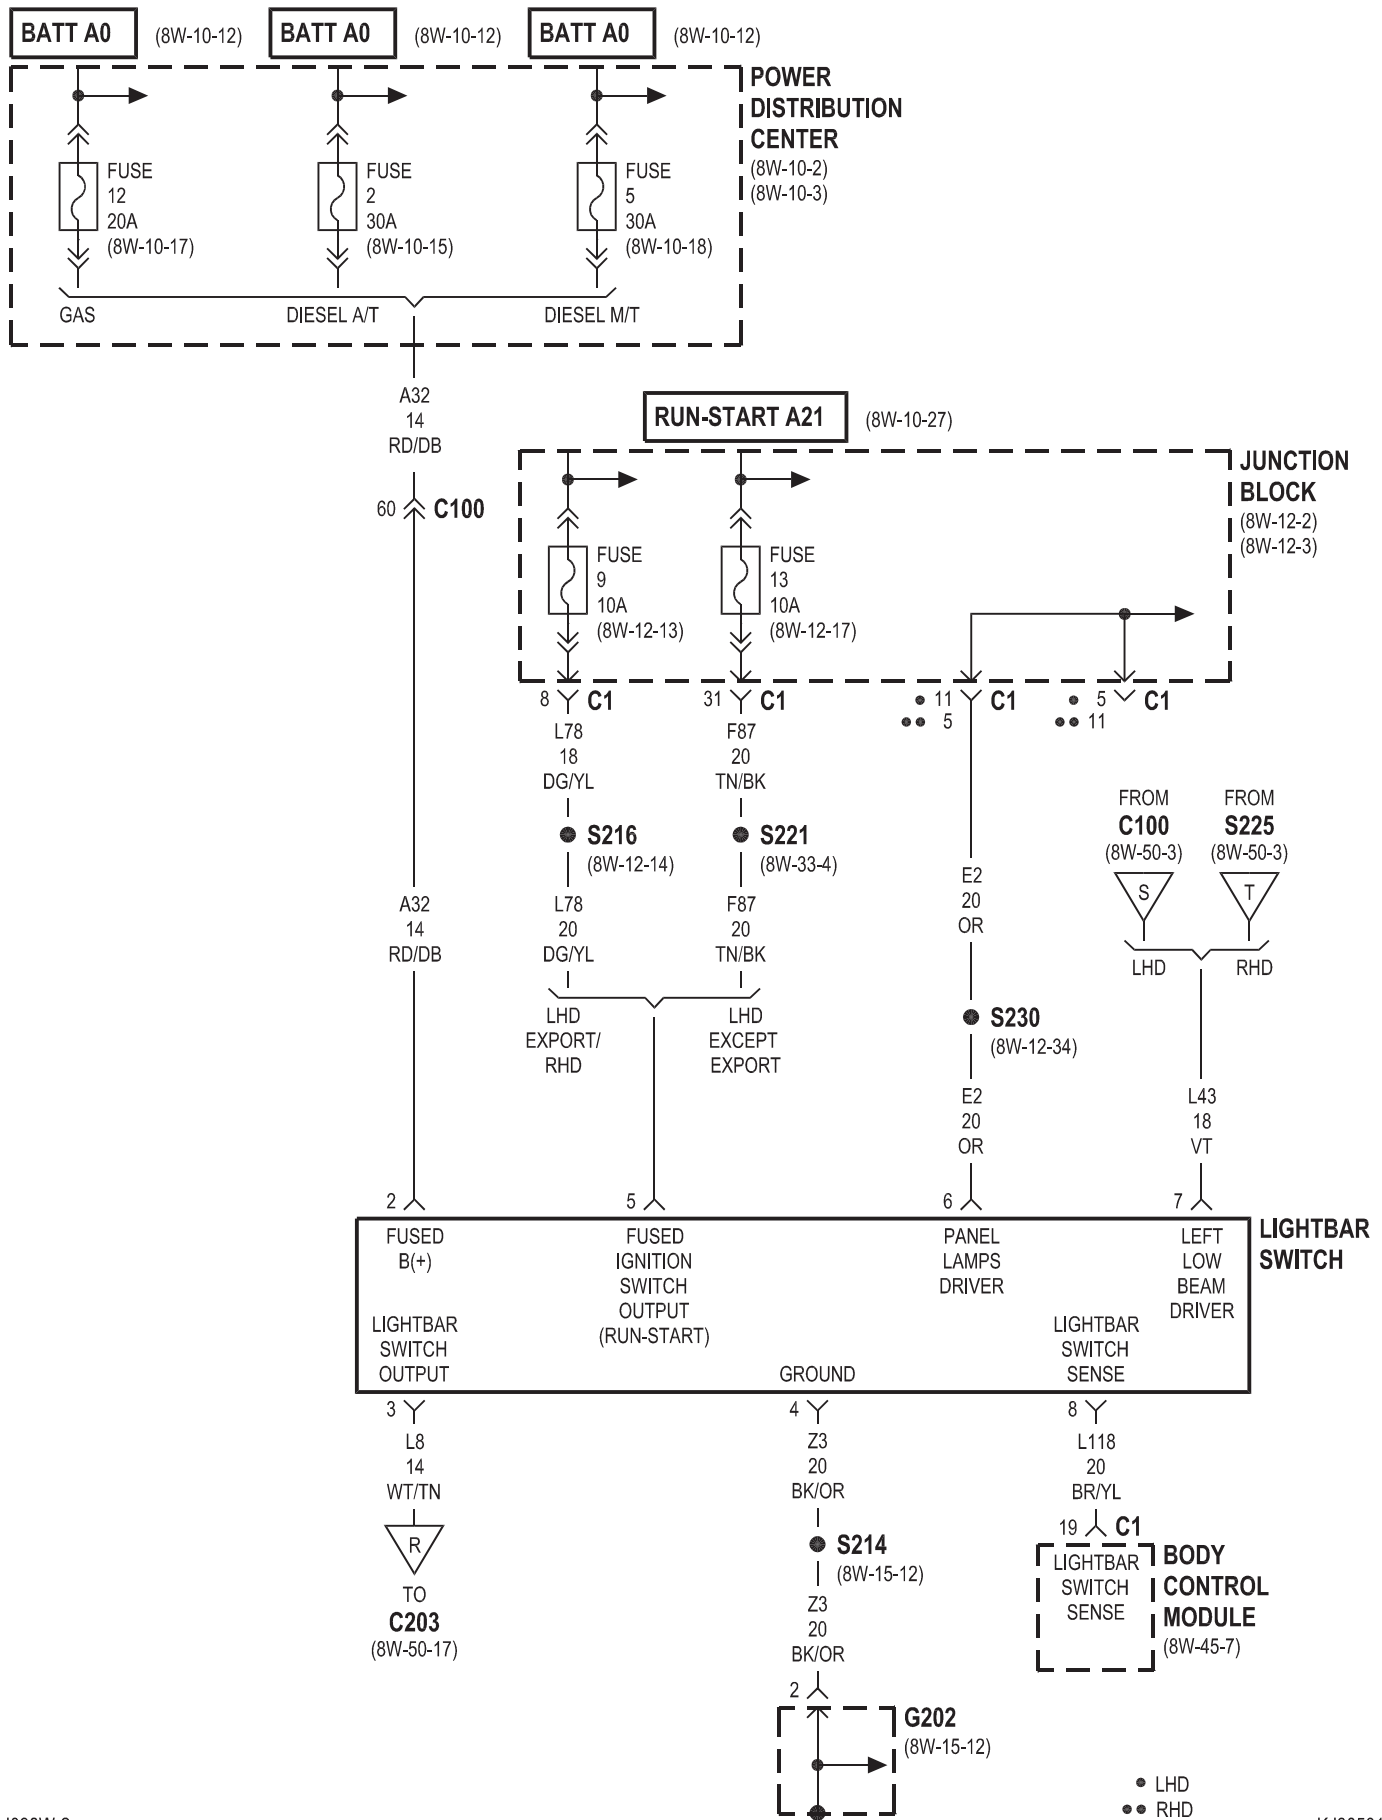 BATT A0 (8W-10-12) BATT A0 (8W-10-12) BATT A0 (8W-10-12)
POWER
DISTRIBUTION
CENTER
(8W-10-2)
(8W-10-3)
FUSE
12
20A
(8W-10-17)
FUSE
2
30A
(8W-10-15)
FUSE
5
30A
(8W-10-18)
GAS DIESEL A/T DIESEL M/T
A32
14
RD/DB
60 C100
RUN-START A21 (8W-10-27)
JUNCTION
BLOCK
(8W-12-2)
(8W-12-3)
FUSE
9
10A
(8W-12-13)
FUSE
13
10A
(8W-12-17)
8 C1
31 C1
• 11 C1
•• 5
• 5 C1
•• 11
L78
18
DG/YL
F87
20
TN/BK
S216
(8W-12-14)
S221
(8W-33-4)
FROM
C100
(8W-50-3)
S
FROM
S225
(8W-50-3)
T
A32
14
RD/DB
L78
20
DG/YL
F87
20
TN/BK
E2
20
OR
LHD RHD
LHD
EXPORT/
RHD
LHD
EXCEPT
EXPORT
S230
(8W-12-34)
E2
20
OR
L43
18
VT
2 5 6 7
LIGHTBAR
SWITCH
FUSED
B(+)
FUSED
IGNITION
SWITCH
OUTPUT
(RUN-START)
PANEL
LAMPS
DRIVER
LEFT
LOW
BEAM
DRIVER
LIGHTBAR
SWITCH
OUTPUT
GROUND
LIGHTBAR
SWITCH
SENSE
3 4 8
L8
14
WT/TN
R
TO
C203
(8W-50-17)
Z3
20
BK/OR
S214
(8W-15-12)
Z3
20
BK/OR
2
G202
(8W-15-12)
L118
20
BR/YL
19 C1
LIGHTBAR
SWITCH
SENSE
BODY
CONTROL
MODULE
(8W-45-7)
• LHD
•• RHD